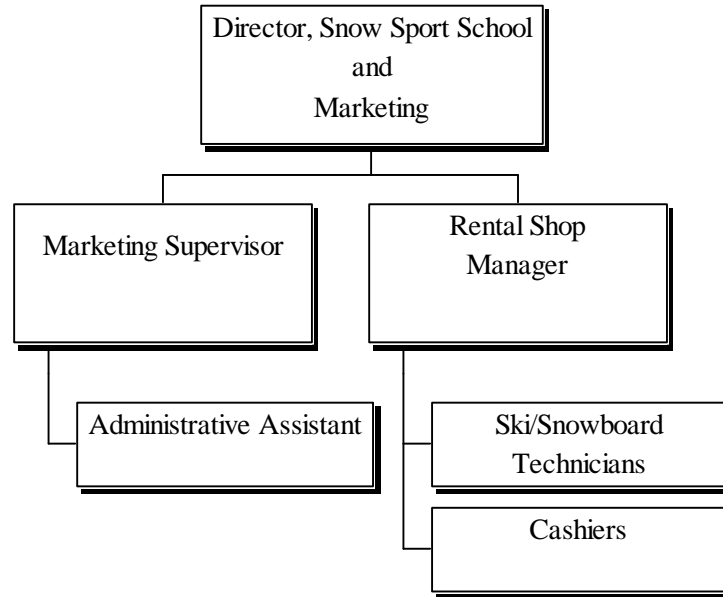 Director, Snow Sport School
and
Marketing
Marketing Supervisor
Rental Shop
Manager
Administrative Assistant
Ski/Snowboard
Technicians
Cashiers